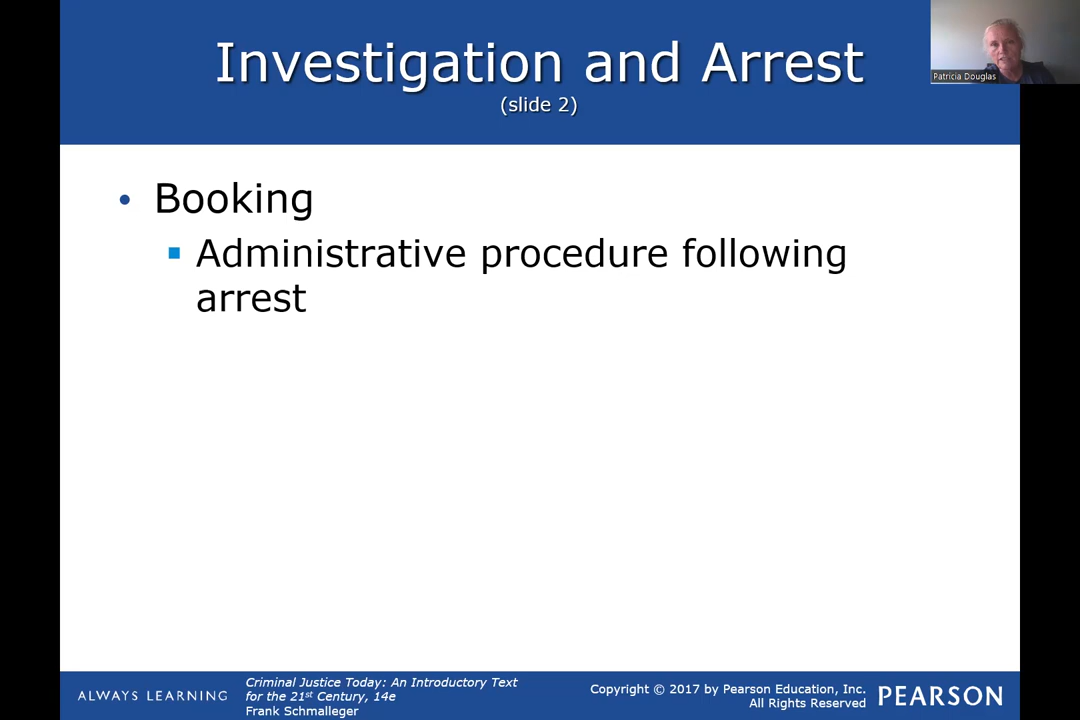 Investigation and Arrest
(slide 2)
Patricia Douglas
• Booking
▪ Administrative procedure following
arrest
ALWAYS LEARNING
Criminal Justice Today: An Introductory Text
for the 21st Century, 14e
Frank Schmalleger
Copyright © 2017 by Pearson Education, Inc.
All Rights Reserved
PEARSON